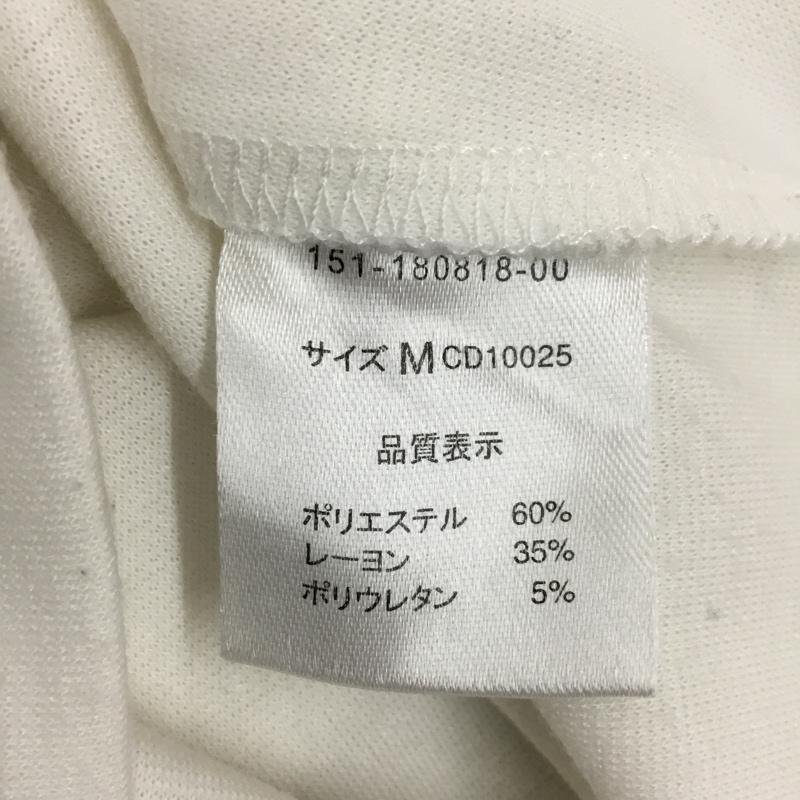 151-180818-00
サイズ M CD10025
品質表示
ポリエステル 60%
レーヨン 35%
ポリウレタン 5%